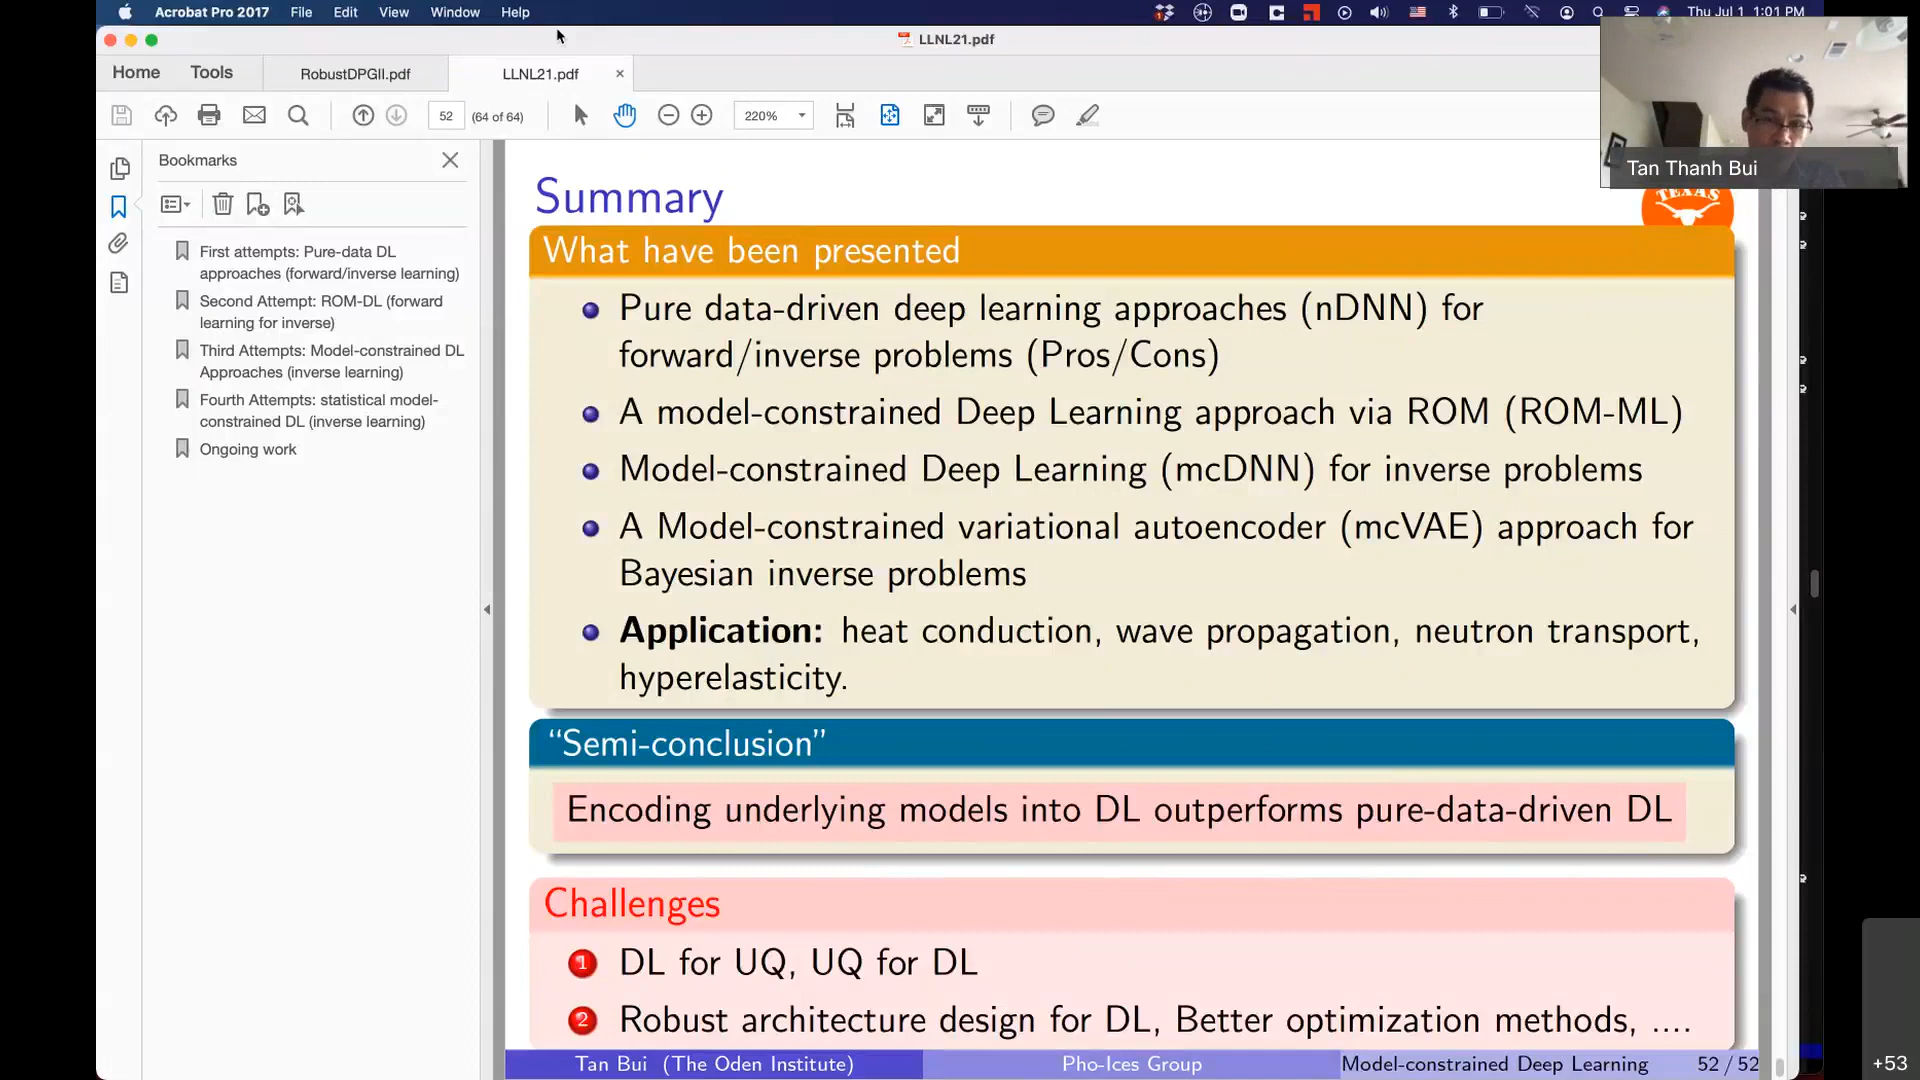 Acrobat Pro 2017 File Edit View Window Help
Thu Jul 1 1:01 PM
LLNL21.pdf
Home Tools RobustDPGII.pdf LLNL21.pdf ×
52 (64 of 64) 220%
Tan Thanh Bui
Bookmarks
First attempts: Pure-data DL
approaches (forward/inverse learning)
Second Attempt: ROM-DL (forward
learning for inverse)
Third Attempts: Model-constrained DL
Approaches (inverse learning)
Fourth Attempts: statistical model-
constrained DL (inverse learning)
Ongoing work
Summary
TEXAS
What have been presented
Pure data-driven deep learning approaches (nDNN) for
forward/inverse problems (Pros/Cons)
A model-constrained Deep Learning approach via ROM (ROM-ML)
Model-constrained Deep Learning (mcDNN) for inverse problems
A Model-constrained variational autoencoder (mcVAE) approach for
Bayesian inverse problems
Application: heat conduction, wave propagation, neutron transport,
hyperelasticity.
“Semi-conclusion”
Encoding underlying models into DL outperforms pure-data-driven DL
Challenges
1 DL for UQ, UQ for DL
2 Robust architecture design for DL, Better optimization methods, ....
Tan Bui (The Oden Institute) Pho-Ices Group Model-constrained Deep Learning 52 / 52
+53